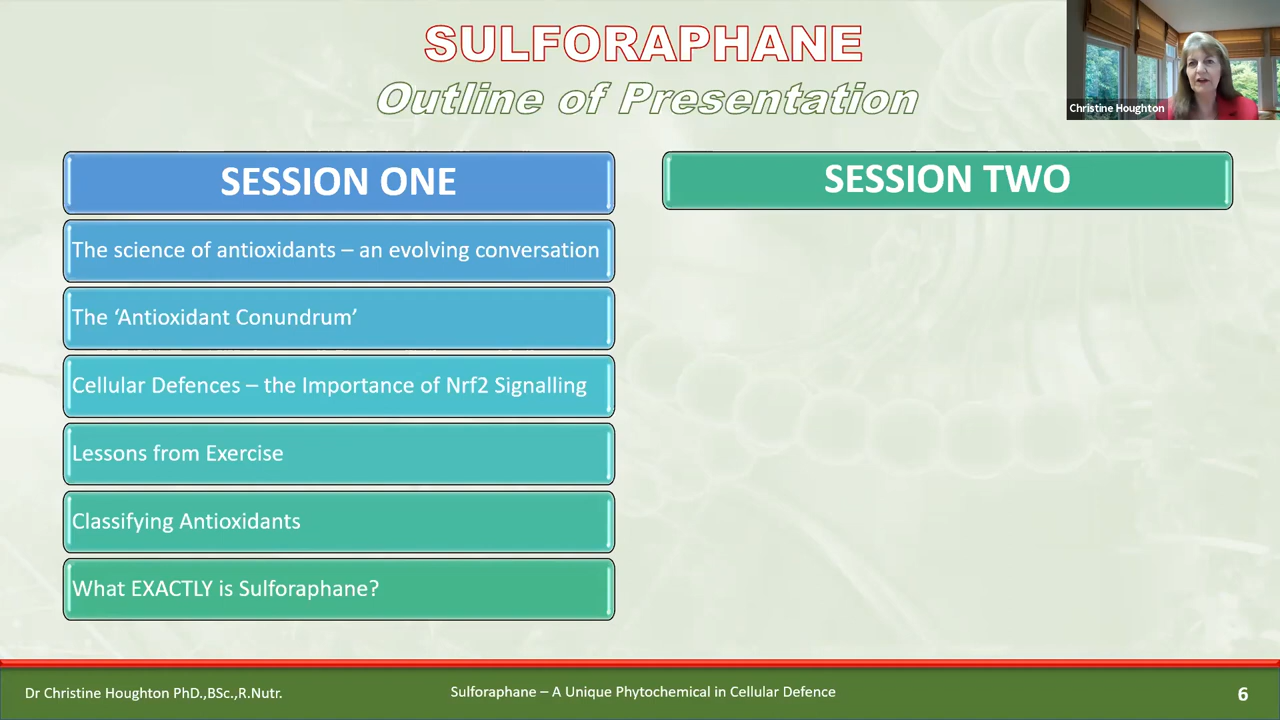 SULFORAPHANE
Outline of Presentation
Christine Houghton
SESSION ONE
The science of antioxidants – an evolving conversation
The ‘Antioxidant Conundrum’
Cellular Defences – the Importance of Nrf2 Signalling
Lessons from Exercise
Classifying Antioxidants
What EXACTLY is Sulforaphane?
SESSION TWO
Dr Christine Houghton PhD.,BSc.,R.Nutr.
Sulforaphane – A Unique Phytochemical in Cellular Defence
6